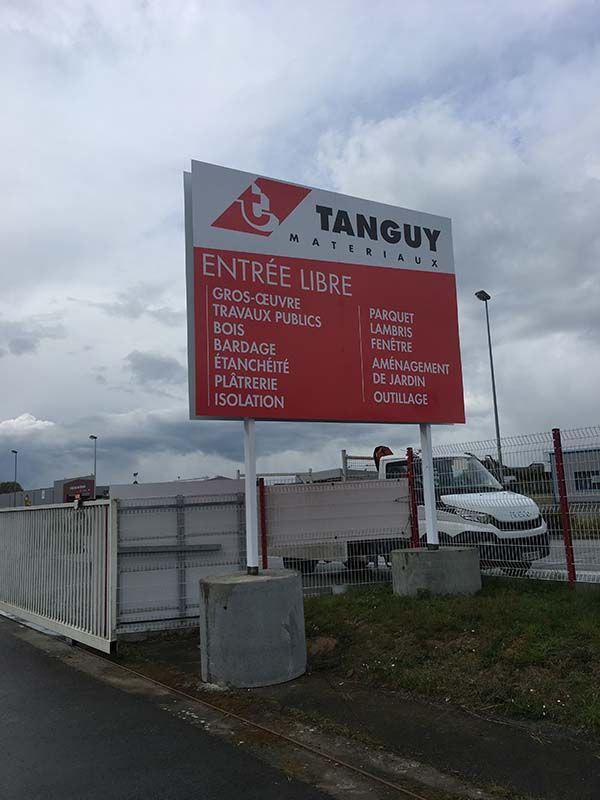 TANGUY
MATERIAUX
ENTRÉE LIBRE
GROS-ŒUVRE
TRAVAUX PUBLICS
BOIS
BARDAGE
ÉTANCHÉITÉ
PLÂTRERIE
ISOLATION
PARQUET
LAMBRIS
FENÊTRE
AMÉNAGEMENT
DE JARDIN
OUTILLAGE
IVECO